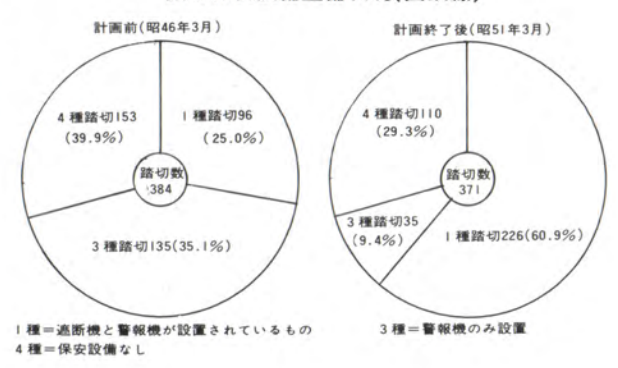 計画前(昭46年3月)
4種踏切153
(39.9%)
1種踏切96
(25.0%)
踏切数
384
3種踏切135(35.1%)
計画終了後(昭51年3月)
4種踏切110
(29.3%)
踏切数
371
3種踏切35
(9.4%)
1種踏切226(60.9%)
1種=遮断機と警報機が設置されているもの
3種=警報機のみ設置
4種=保安設備なし